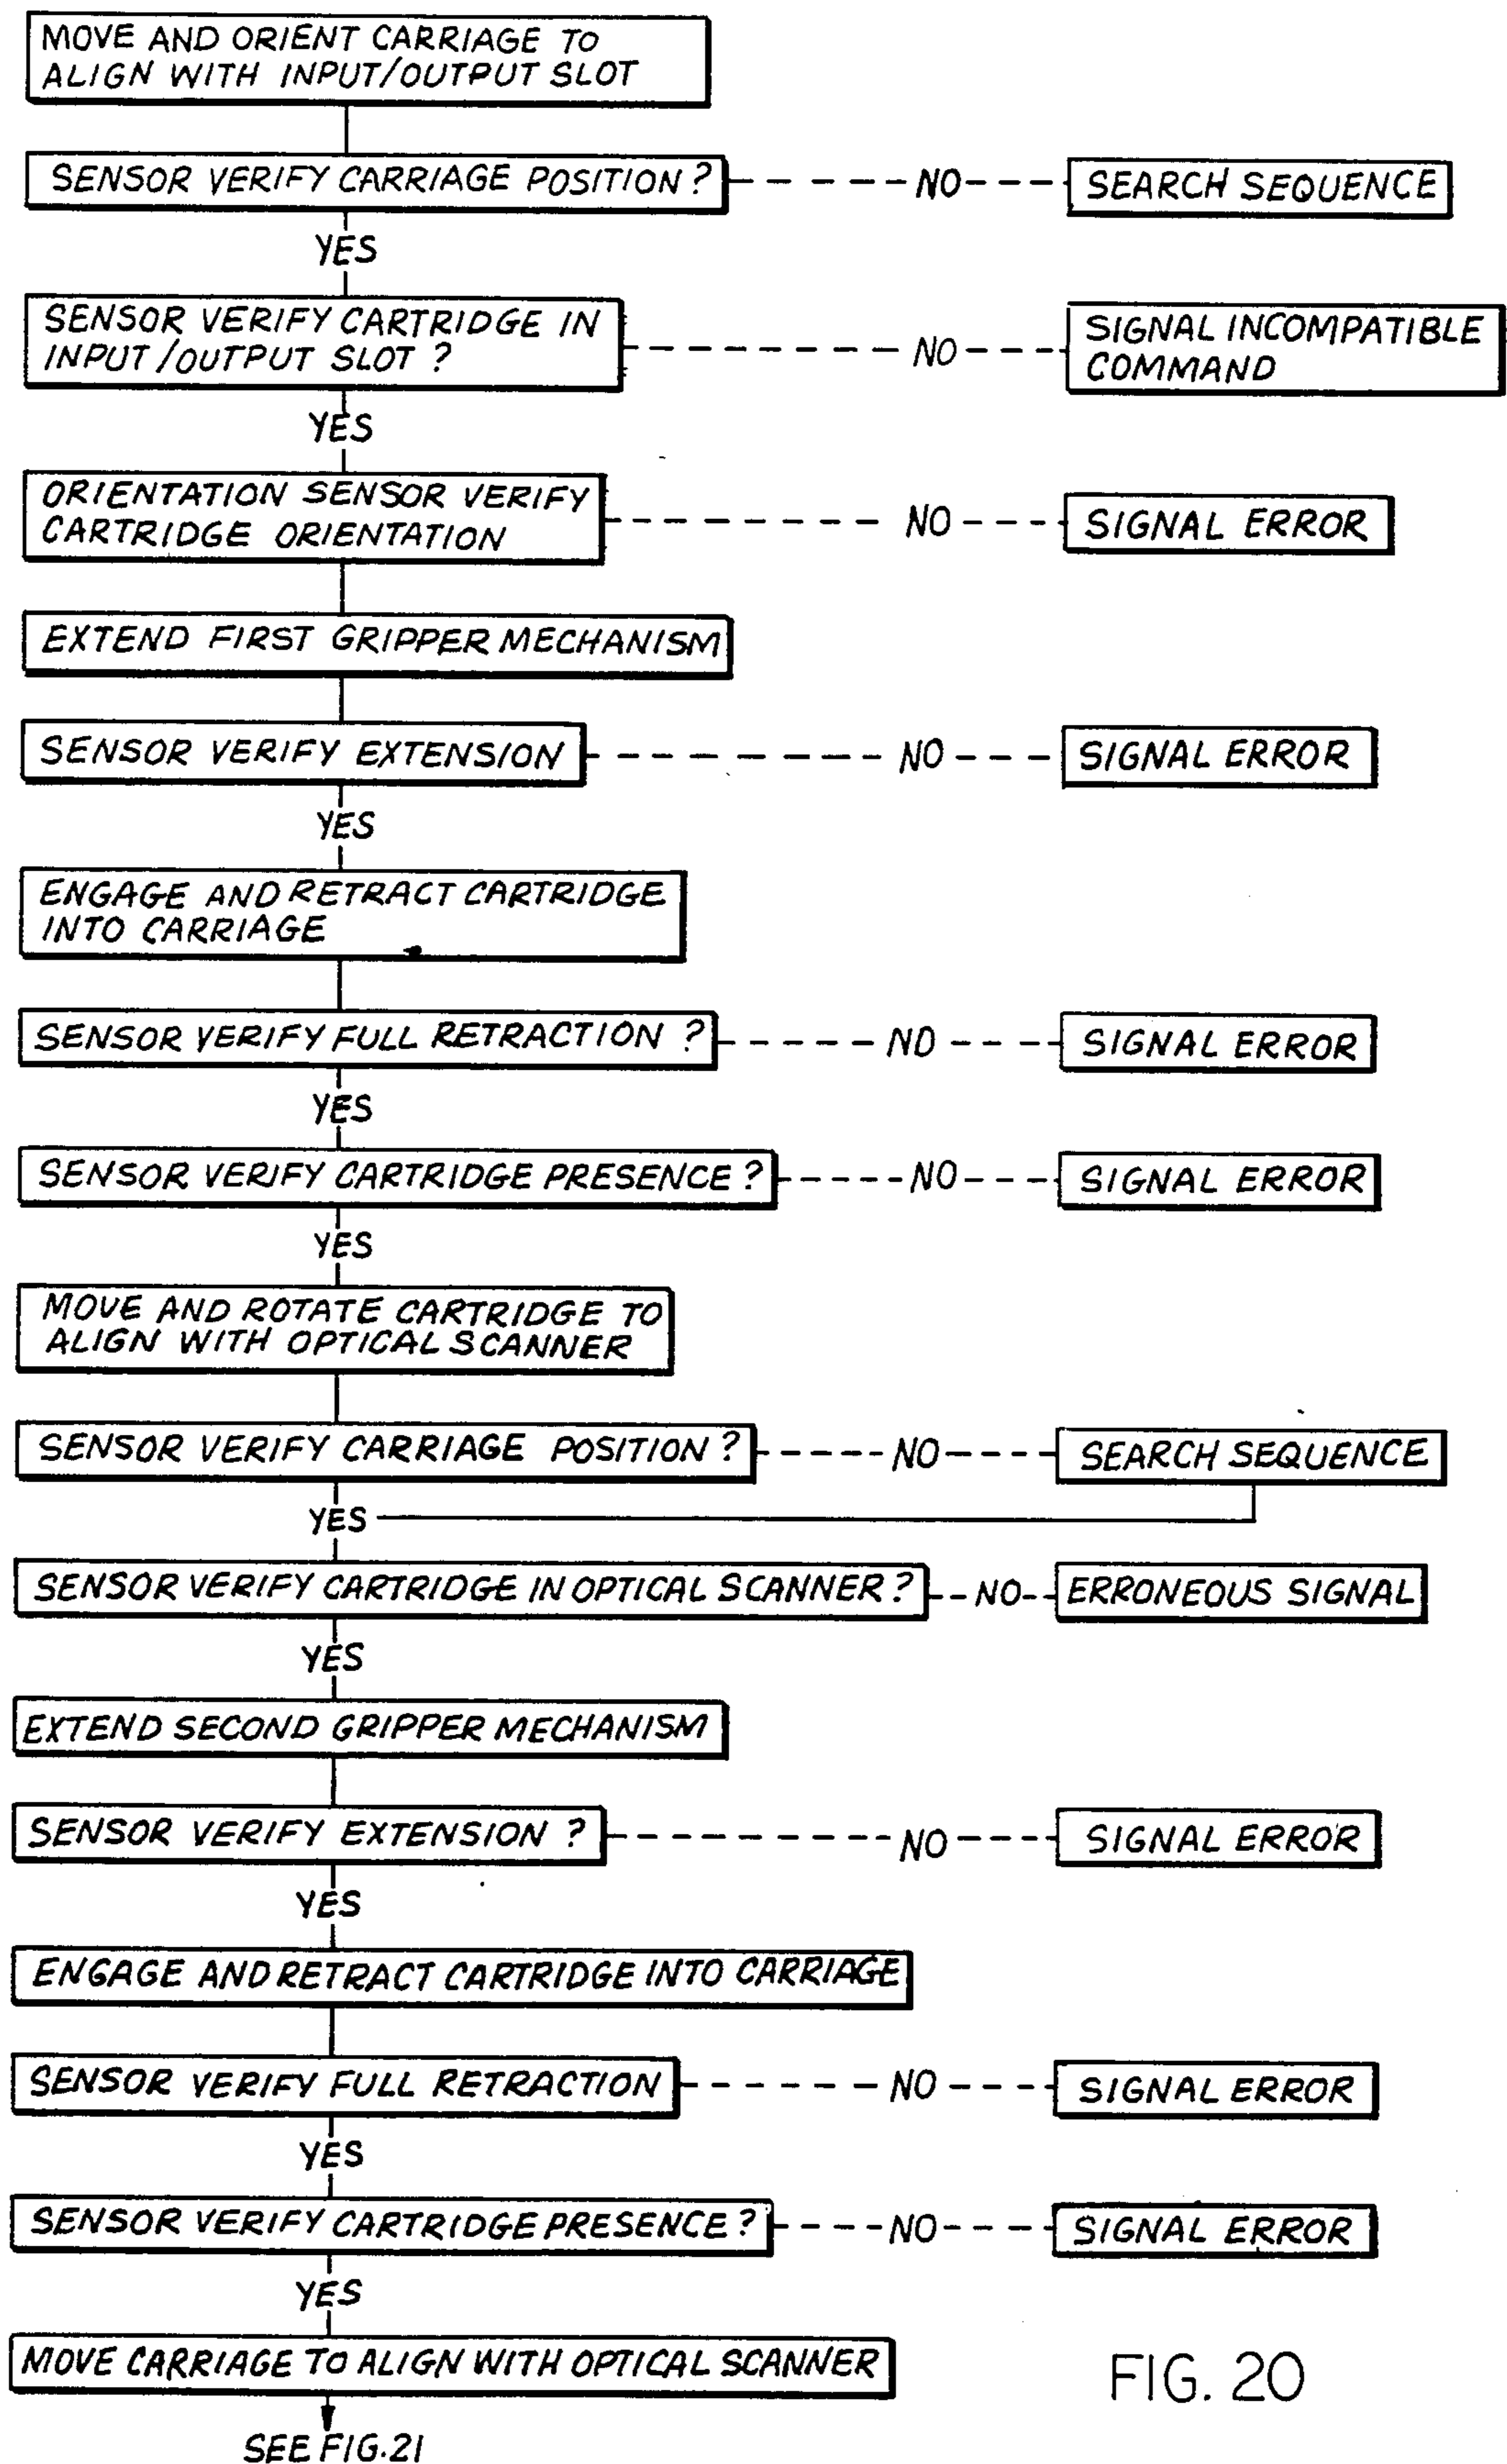 MOVE AND ORIENT CARRIAGE TO
ALIGN WITH INPUT/OUTPUT SLOT
SENSOR VERIFY CARRIAGE POSITION?
NO
SEARCH SEQUENCE
YES
SENSOR VERIFY CARTRIDGE IN
INPUT/OUTPUT SLOT?
NO
SIGNAL INCOMPATIBLE
COMMAND
YES
ORIENTATION SENSOR VERIFY
CARTRIDGE ORIENTATION
NO
SIGNAL ERROR
EXTEND FIRST GRIPPER MECHANISM
SENSOR VERIFY EXTENSION
NO
SIGNAL ERROR
YES
ENGAGE AND RETRACT CARTRIDGE
INTO CARRIAGE
SENSOR VERIFY FULL RETRACTION?
NO
SIGNAL ERROR
YES
SENSOR VERIFY CARTRIDGE PRESENCE?
NO
SIGNAL ERROR
YES
MOVE AND ROTATE CARTRIDGE TO
ALIGN WITH OPTICAL SCANNER
SENSOR VERIFY CARRIAGE POSITION?
NO
SEARCH SEQUENCE
YES
SENSOR VERIFY CARTRIDGE IN OPTICAL SCANNER?
NO
ERRONEOUS SIGNAL
YES
EXTEND SECOND GRIPPER MECHANISM
SENSOR VERIFY EXTENSION?
NO
SIGNAL ERROR
YES
ENGAGE AND RETRACT CARTRIDGE INTO CARRIAGE
SENSOR VERIFY FULL RETRACTION
NO
SIGNAL ERROR
YES
SENSOR VERIFY CARTRIDGE PRESENCE?
NO
SIGNAL ERROR
YES
MOVE CARRIAGE TO ALIGN WITH OPTICAL SCANNER
SEE FIG.21
FIG. 20